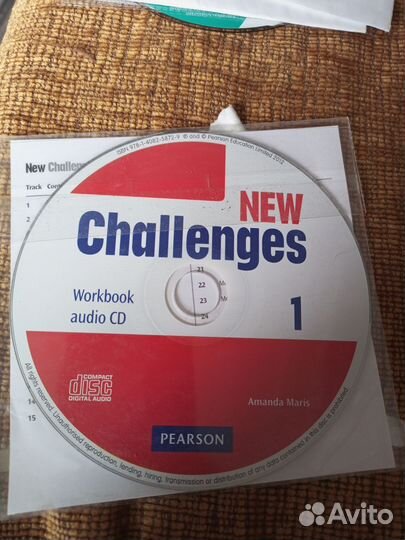 ISBN 978-1-4082-5872-9 ℗ and © Pearson Education Limited 2012
New Challeng
Track
1
2
NEW
Challenges
21
22
23
24
Workbook
audio CD
1
COMPACT
disc
DIGITAL AUDIO
Amanda Maris
14
15
PEARSON
All rights reserved. Unauthorised reproduction, lending, hiring, transmission or distribution of any data contained in this disc is prohibited.
Avito